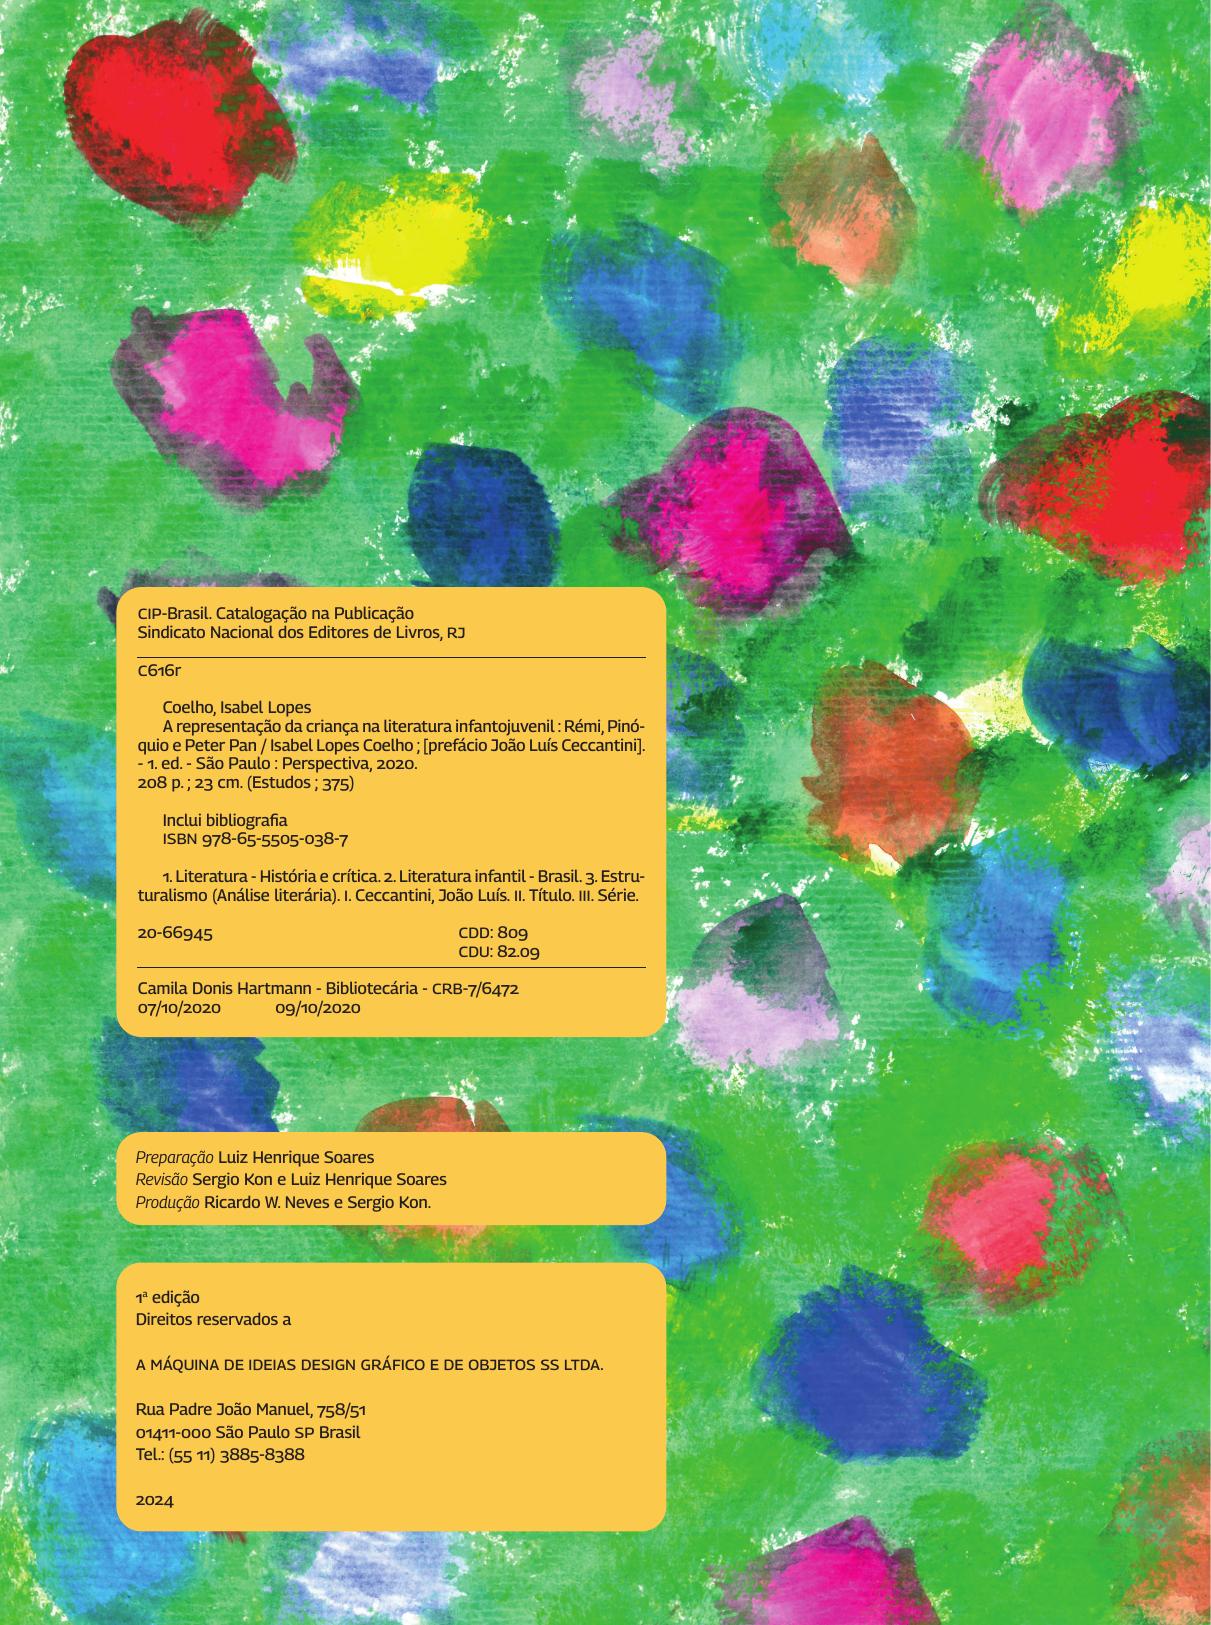 CIP-Brasil. Catalogação na Publicação
Sindicato Nacional dos Editores de Livros, RJ
C616r
Coelho, Isabel Lopes
A representação da criança na literatura infantojuvenil : Rémi, Pinó-
quio e Peter Pan / Isabel Lopes Coelho ; [prefácio João Luís Ceccantini].
- 1. ed. - São Paulo : Perspectiva, 2020.
208 p. ; 23 cm. (Estudos ; 375)
Inclui bibliografia
ISBN 978-65-5505-038-7
1. Literatura - História e crítica. 2. Literatura infantil - Brasil. 3. Estru-
turalismo (Análise literária). I. Ceccantini, João Luís. II. Título. III. Série.
20-66945 CDD: 809
CDU: 82.09
Camila Donis Hartmann - Bibliotecária - CRB-7/6472
07/10/2020 09/10/2020
Preparação Luiz Henrique Soares
Revisão Sergio Kon e Luiz Henrique Soares
Produção Ricardo W. Neves e Sergio Kon.
1ª edição
Direitos reservados a
A MÁQUINA DE IDEIAS DESIGN GRÁFICO E DE OBJETOS SS LTDA.
Rua Padre João Manuel, 758/51
01411-000 São Paulo SP Brasil
Tel.: (55 11) 3885-8388
2024